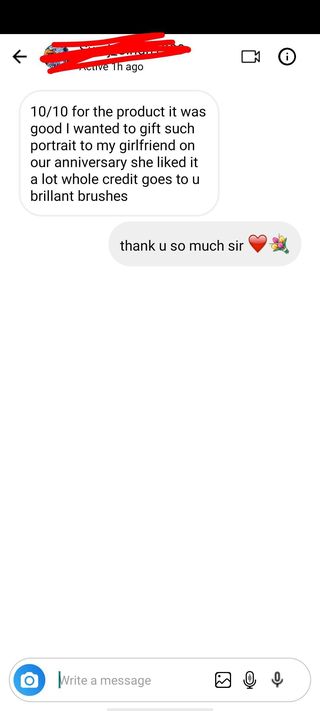 Active 1h ago
10/10 for the product it was
good I wanted to gift such
portrait to my girlfriend on
our anniversary she liked it
a lot whole credit goes to u
brillant brushes
thank u so much sir ❤️💐
Write a message